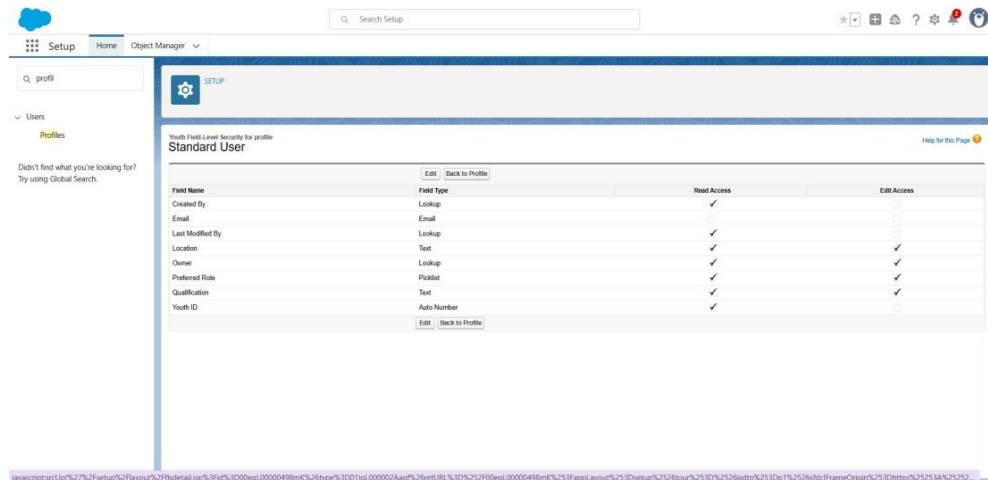 Search Setup
2
Setup Home Object Manager
profil
SETUP
Users
Profiles
Didn't find what you're looking for?
Try using Global Search.
Youth Field-Level Security for profile
Standard User
Help for this Page ?
Edit Back to Profile
Field Name Field Type Read Access Edit Access
Created By Lookup
Email Email
Last Modified By Lookup
Location Text
Owner Lookup
Preferred Role Picklist
Qualification Text
Youth ID Auto Number
Edit Back to Profile